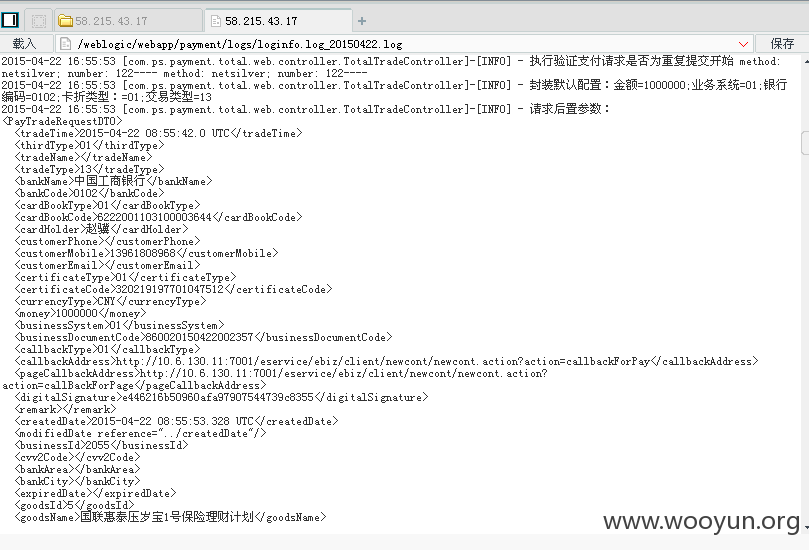 58.215.43.17
58.215.43.17
载入 /weblogic/webapp/payment/logs/loginfo.log_20150422.log 保存
2015-04-22 16:55:53 [com.ps.payment.total.web.controller.TotalTradeController]-[INFO] - 执行验证支付请求是否为重复提交开始 method:
netsilver; number: 122---- method: netsilver; number: 122----
2015-04-22 16:55:53 [com.ps.payment.total.web.controller.TotalTradeController]-[INFO] - 封装默认配置：金额=1000000;业务系统=01;银行
编码=0102;卡折类型：=01;交易类型=13
2015-04-22 16:55:53 [com.ps.payment.total.web.controller.TotalTradeController]-[INFO] - 请求后置参数：
<PayTradeRequestDTO>
<tradeTime>2015-04-22 08:55:42.0 UTC</tradeTime>
<thirdType>01</thirdType>
<tradeName></tradeName>
<tradeType>13</tradeType>
<bankName>中国工商银行</bankName>
<bankCode>0102</bankCode>
<cardBookType>01</cardBookType>
<cardBookCode>6222001103100003644</cardBookCode>
<cardHolder>赵骥</cardHolder>
<customerPhone></customerPhone>
<customerMobile>13961808968</customerMobile>
<customerEmail></customerEmail>
<certificateType>01</certificateType>
<certificateCode>320219197701047512</certificateCode>
<currencyType>CNY</currencyType>
<money>1000000</money>
<businessSystem>01</businessSystem>
<businessDocumentCode>860020150422002357</businessDocumentCode>
<callbackType>01</callbackType>
<callbackAddress>http://10.6.130.11:7001/eservice/ebiz/client/newcont/newcont.action?action=callbackForPay</callbackAddress>
<pageCallbackAddress>http://10.6.130.11:7001/eservice/ebiz/client/newcont/newcont.action?
action=callBackForPage</pageCallbackAddress>
<digitalSignature>e446216b50960afa97907544739c8355</digitalSignature>
<remark></remark>
<createdDate>2015-04-22 08:55:53.328 UTC</createdDate>
<modifiedDate reference="../createdDate"/>
<businessId>2055</businessId>
<cvv2Code></cvv2Code>
<bankArea></bankArea>
<bankCity></bankCity>
<expiredDate></expiredDate>
<goodsId>5</goodsId>
<goodsName>国联惠泰压岁宝1号保险理财计划</goodsName>
www.wooyun.org